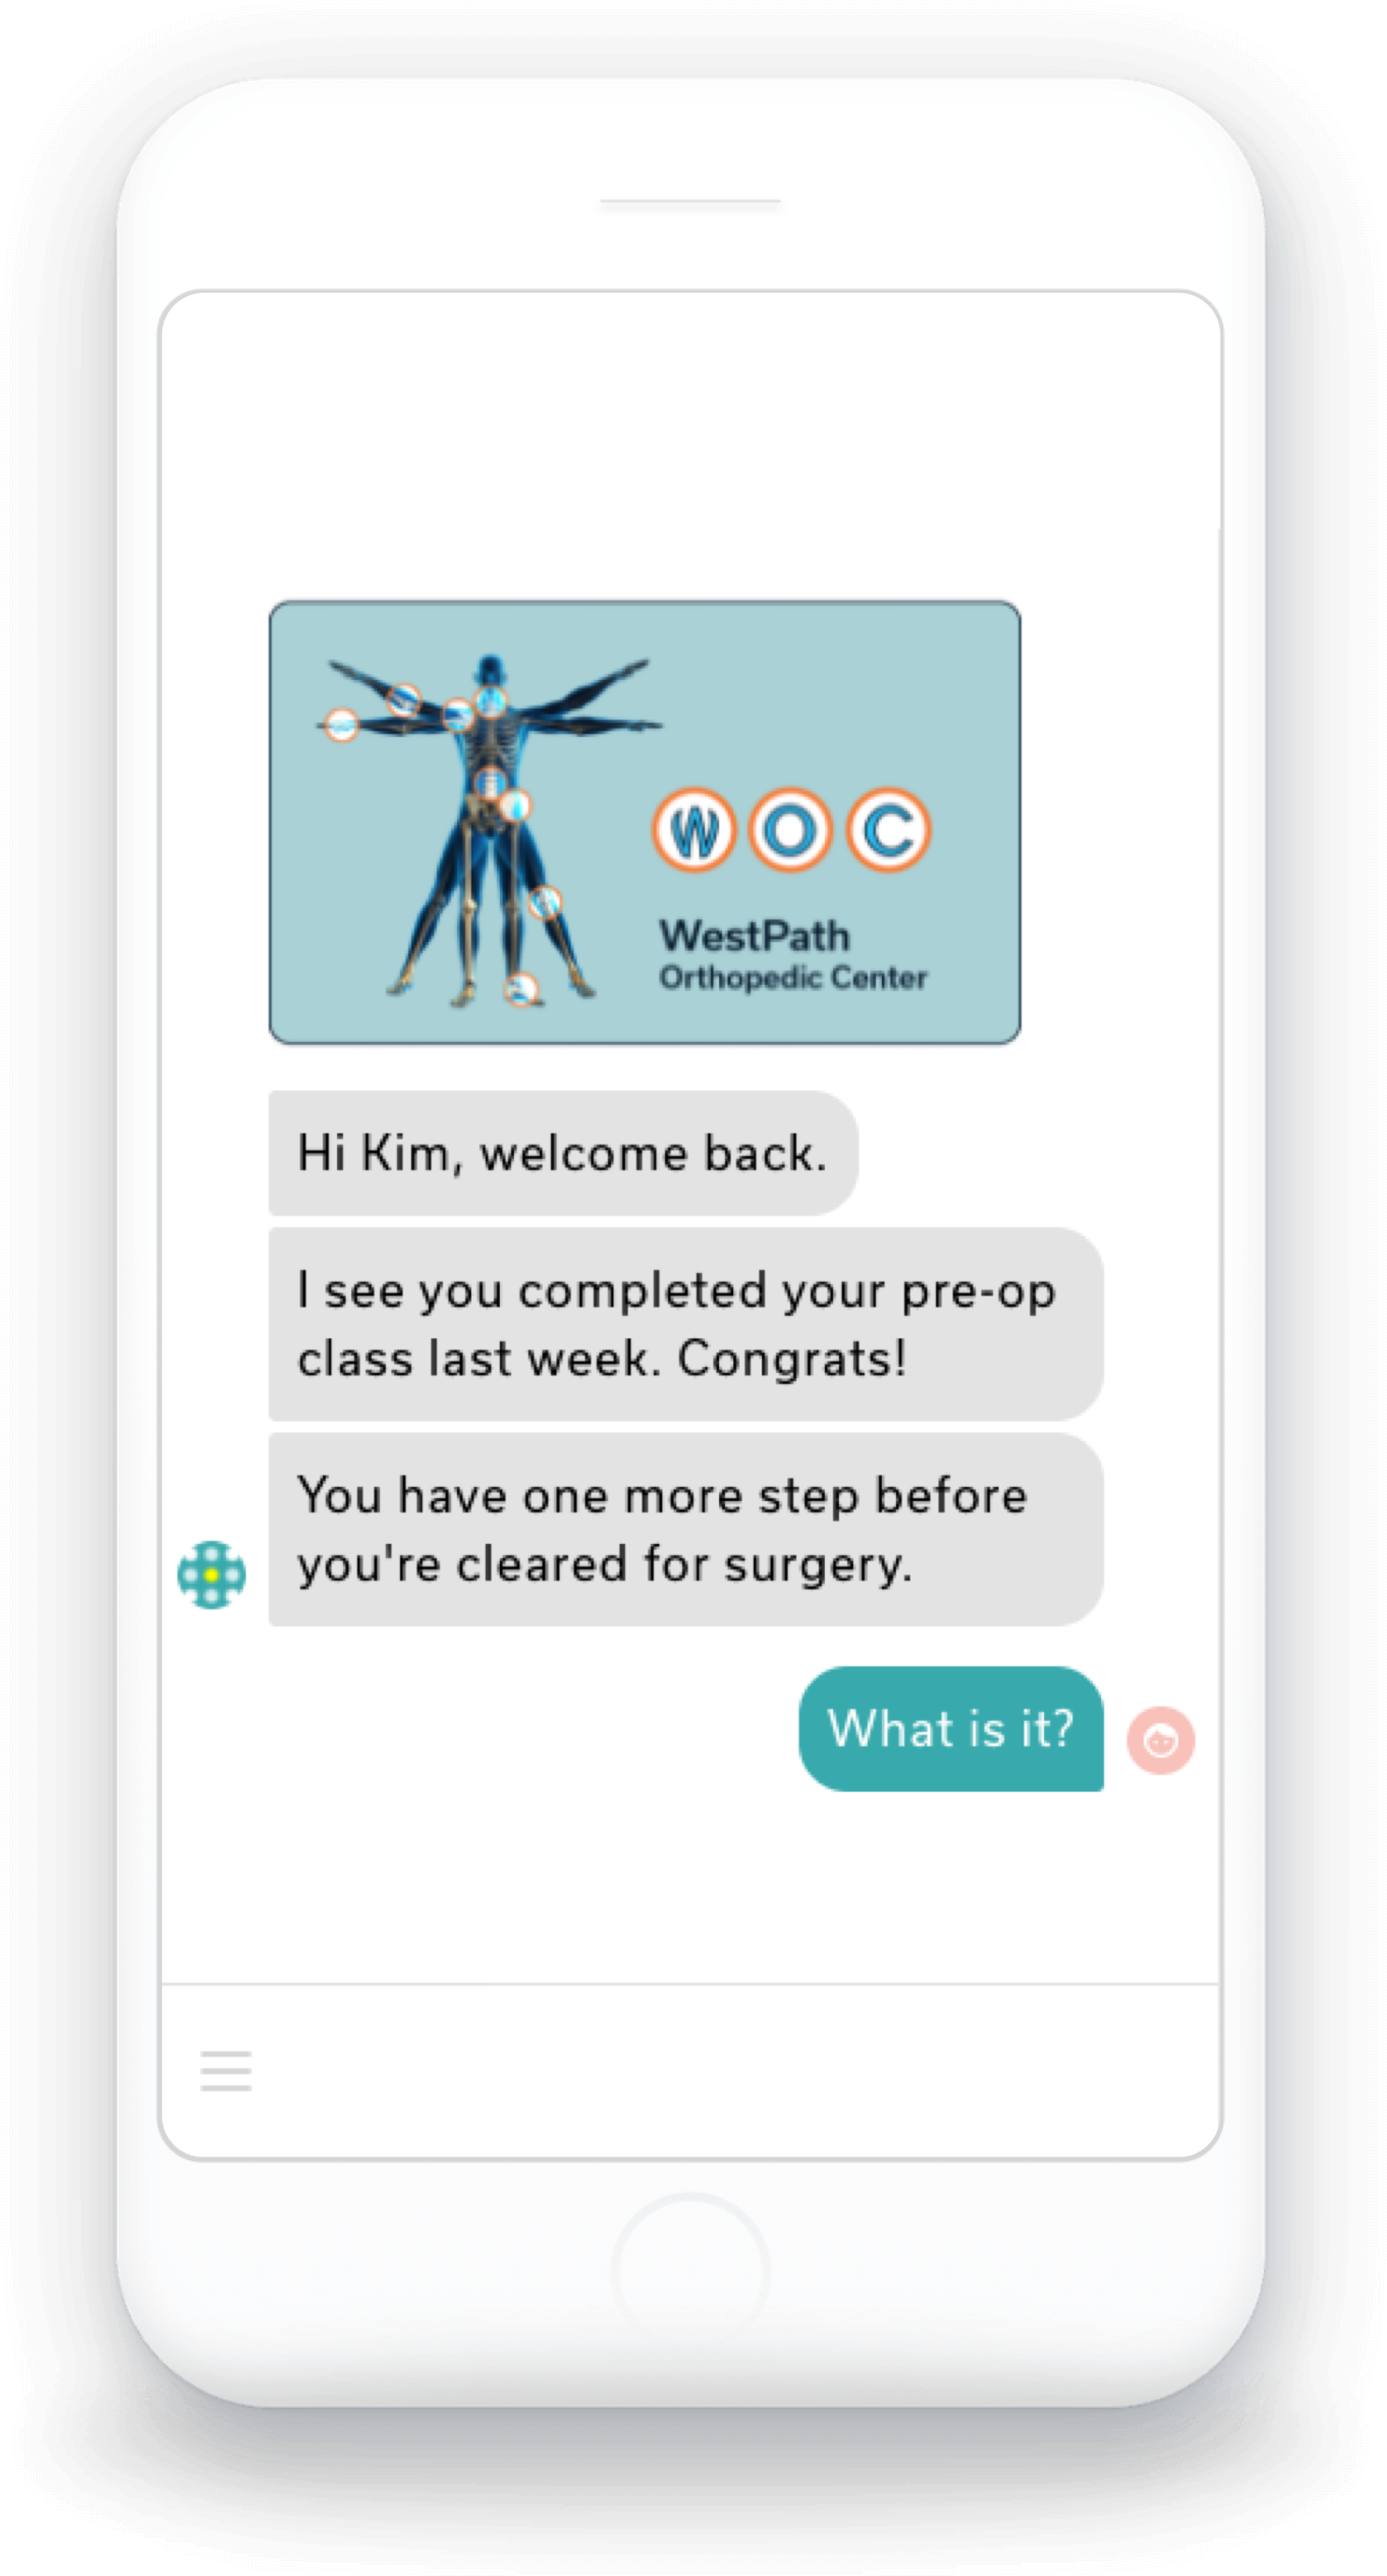 W O C
WestPath
Orthopedic Center
Hi Kim, welcome back.
I see you completed your pre-op
class last week. Congrats!
You have one more step before
you're cleared for surgery.
What is it?